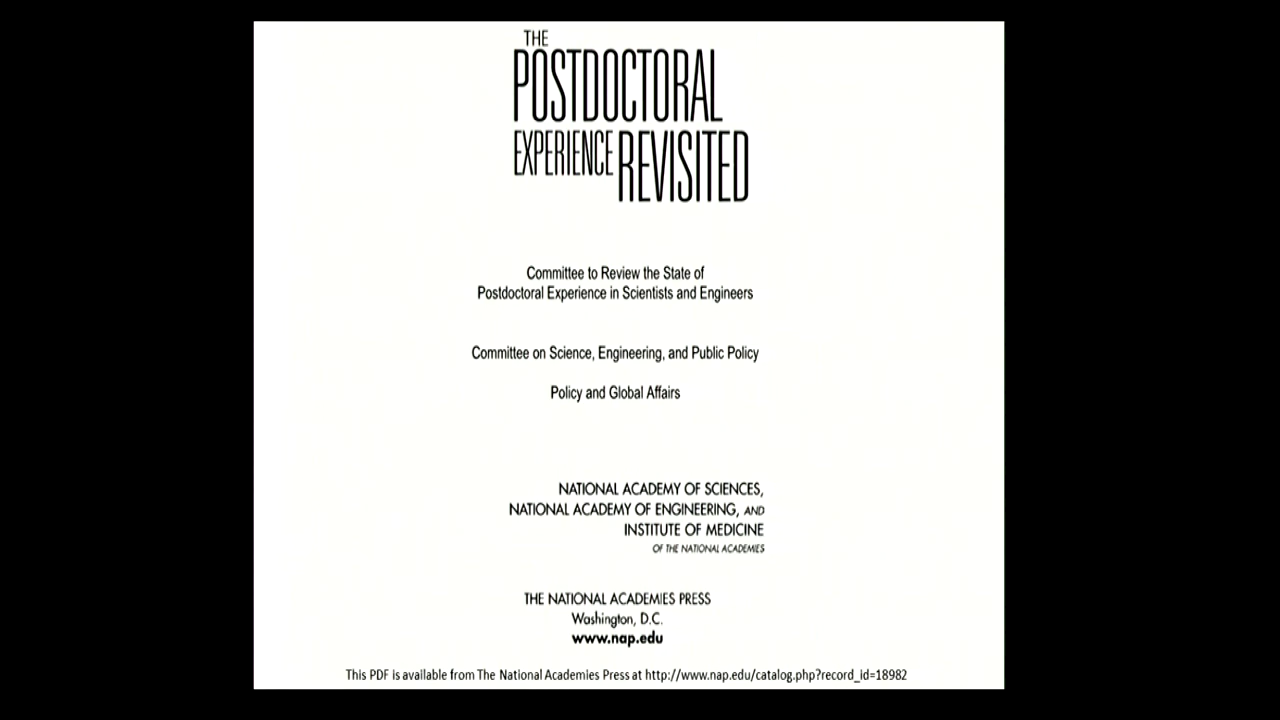 THE
POSTDOCTORAL
EXPERIENCE REVISITED
Committee to Review the State of
Postdoctoral Experience in Scientists and Engineers
Committee on Science, Engineering, and Public Policy
Policy and Global Affairs
NATIONAL ACADEMY OF SCIENCES,
NATIONAL ACADEMY OF ENGINEERING, AND
INSTITUTE OF MEDICINE
OF THE NATIONAL ACADEMIES
THE NATIONAL ACADEMIES PRESS
Washington, D.C.
www.nap.edu
This PDF is available from The National Academies Press at http://www.nap.edu/catalog.php?record_id=18982